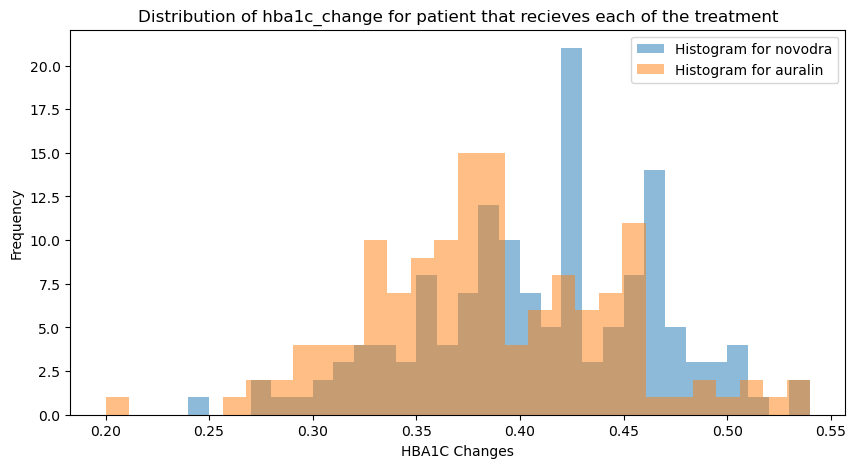 Distribution of hba1c_change for patient that recieves each of the treatment
Histogram for novodra
Histogram for auralin
Frequency
20.0
17.5
15.0
12.5
10.0
7.5
5.0
2.5
0.0
0.20 0.25 0.30 0.35 0.40 0.45 0.50 0.55
HBA1C Changes